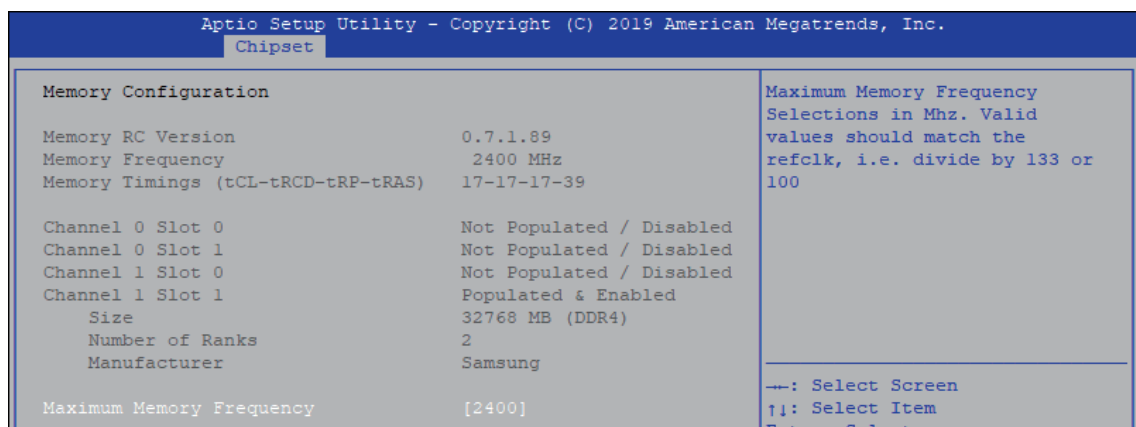 Aptio Setup Utility - Copyright (C) 2019 American Megatrends, Inc.
Chipset
Memory Configuration
Memory RC Version 0.7.1.89
Memory Frequency 2400 MHz
Memory Timings (tCL-tRCD-tRP-tRAS) 17-17-17-39
Channel 0 Slot 0 Not Populated / Disabled
Channel 0 Slot 1 Not Populated / Disabled
Channel 1 Slot 0 Not Populated / Disabled
Channel 1 Slot 1 Populated & Enabled
Size 32768 MB (DDR4)
Number of Ranks 2
Manufacturer Samsung
Maximum Memory Frequency [2400]
Maximum Memory Frequency
Selections in Mhz. Valid
values should match the
refclk, i.e. divide by 133 or
100
→←: Select Screen
↑↓: Select Item